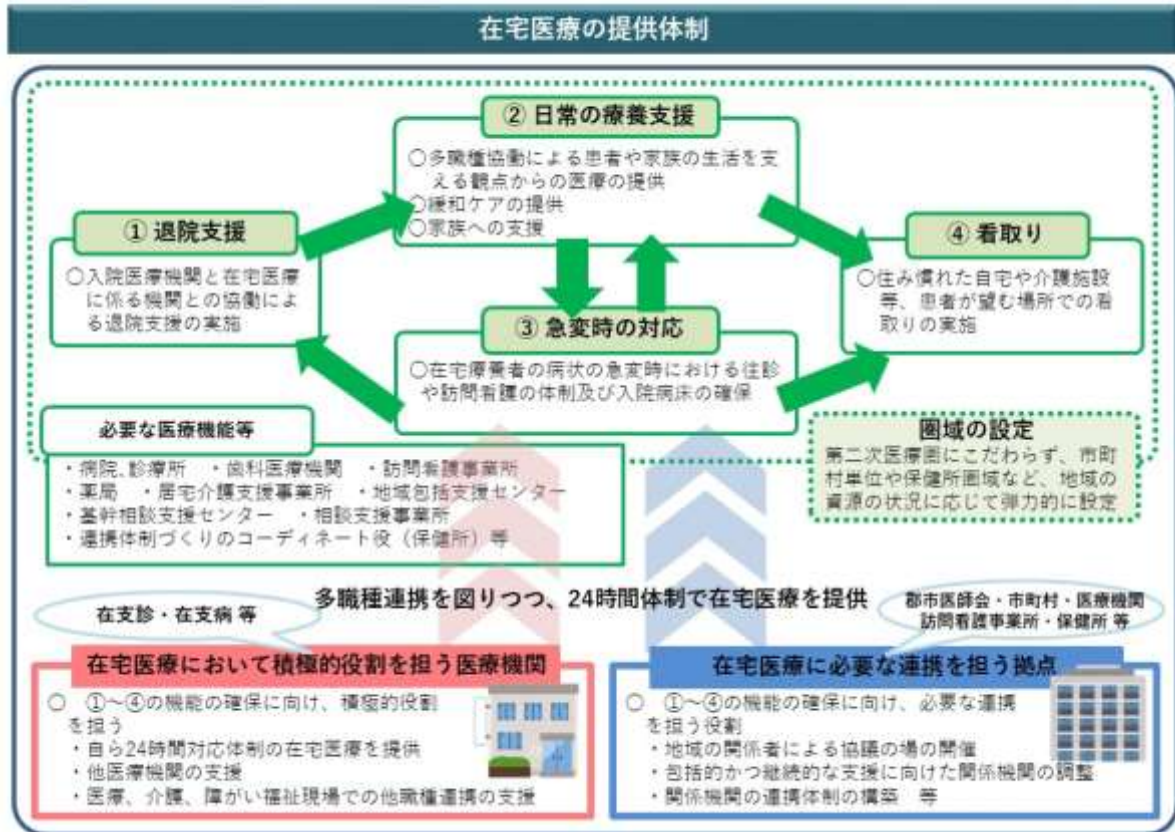 在宅医療の提供体制
② 日常の療養支援
○多職種協働による患者や家族の生活を支
える観点からの医療の提供
○緩和ケアの提供
○家族への支援
① 退院支援
○入院医療機関と在宅医療
に係る機関との協働によ
る退院支援の実施
④ 看取り
○住み慣れた自宅や介護施設
等、患者が望む場所での看
取りの実施
③ 急変時の対応
○在宅療養者の病状の急変時における往診
や訪問看護の体制及び入院病床の確保
必要な医療機能等
・病院、診療所 ・歯科医療機関 ・訪問看護事業所
・薬局 ・居宅介護支援事業所 ・地域包括支援センター
・基幹相談支援センター ・相談支援事業所
・連携体制づくりのコーディネート役（保健所）等
圏域の設定
第二次医療圏にこだわらず、市町
村単位や保健所圏域など、地域の
資源の状況に応じて弾力的に設定
多職種連携を図りつつ、24時間体制で在宅医療を提供
在支診・在支病 等
郡市医師会・市町村・医療機関
訪問看護事業所・保健所 等
在宅医療において積極的役割を担う医療機関
○ ①～④の機能の確保に向け、積極的役割
を担う
・自ら24時間対応体制の在宅医療を提供
・他医療機関の支援
・医療、介護、障がい福祉現場での他職種連携の支援
在宅医療に必要な連携を担う拠点
○ ①～④の機能の確保に向け、必要な連携
を担う役割
・地域の関係者による協議の場の開催
・包括的かつ継続的な支援に向けた関係機関の調整
・関係機関の連携体制の構築 等